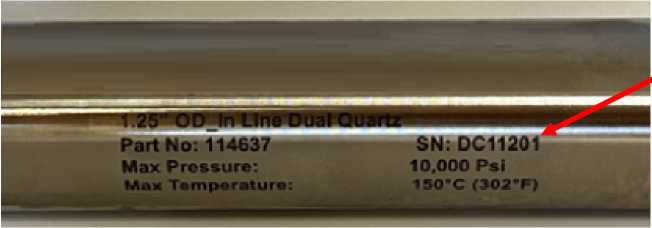 1.25" OD_In Line Dual Quartz
Part No: 114637 SN: DC11201
Max Pressure: 10,000 Psi
Max Temperature: 150°C (302°F)